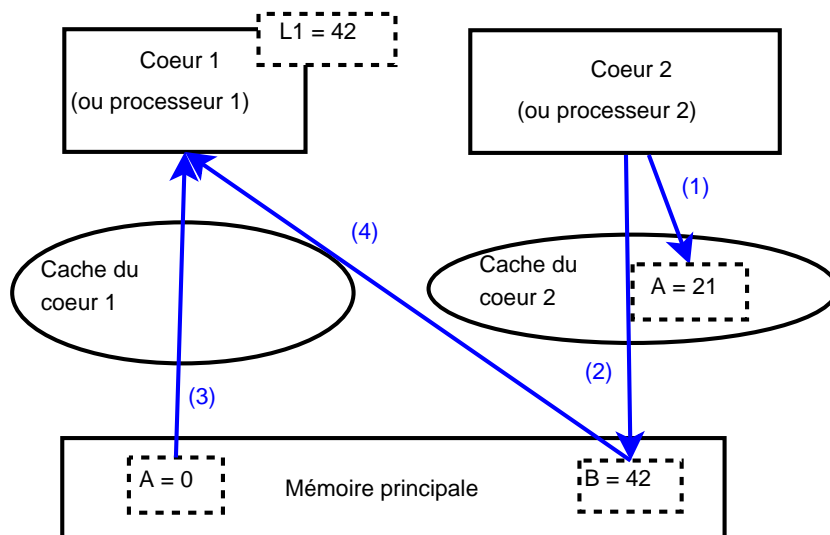 L1 = 42
Coeur 1
(ou processeur 1)
Coeur 2
(ou processeur 2)
(1)
(4)
Cache du
coeur 1
Cache du
coeur 2
A = 21
(2)
(3)
A = 0
Mémoire principale
B = 42